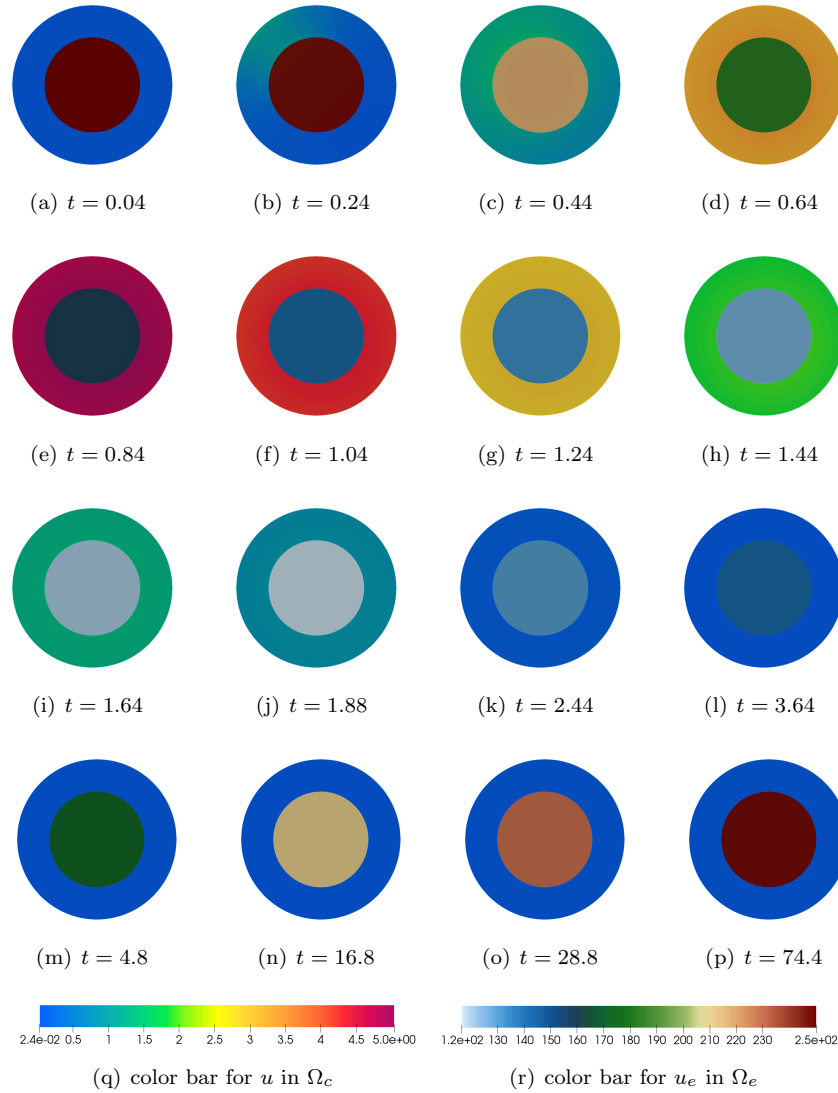 (a) t = 0.04 (b) t = 0.24 (c) t = 0.44 (d) t = 0.64
(e) t = 0.84 (f) t = 1.04 (g) t = 1.24 (h) t = 1.44
(i) t = 1.64 (j) t = 1.88 (k) t = 2.44 (l) t = 3.64
(m) t = 4.8 (n) t = 16.8 (o) t = 28.8 (p) t = 74.4
2.4e-02 0.5 1 1.5 2 2.5 3 3.5 4 4.5 5.0e+00 1.2e+02 130 140 150 160 170 180 190 200 210 220 230 2.5e+02
(q) color bar for u in Ω_c (r) color bar for u_e in Ω_e